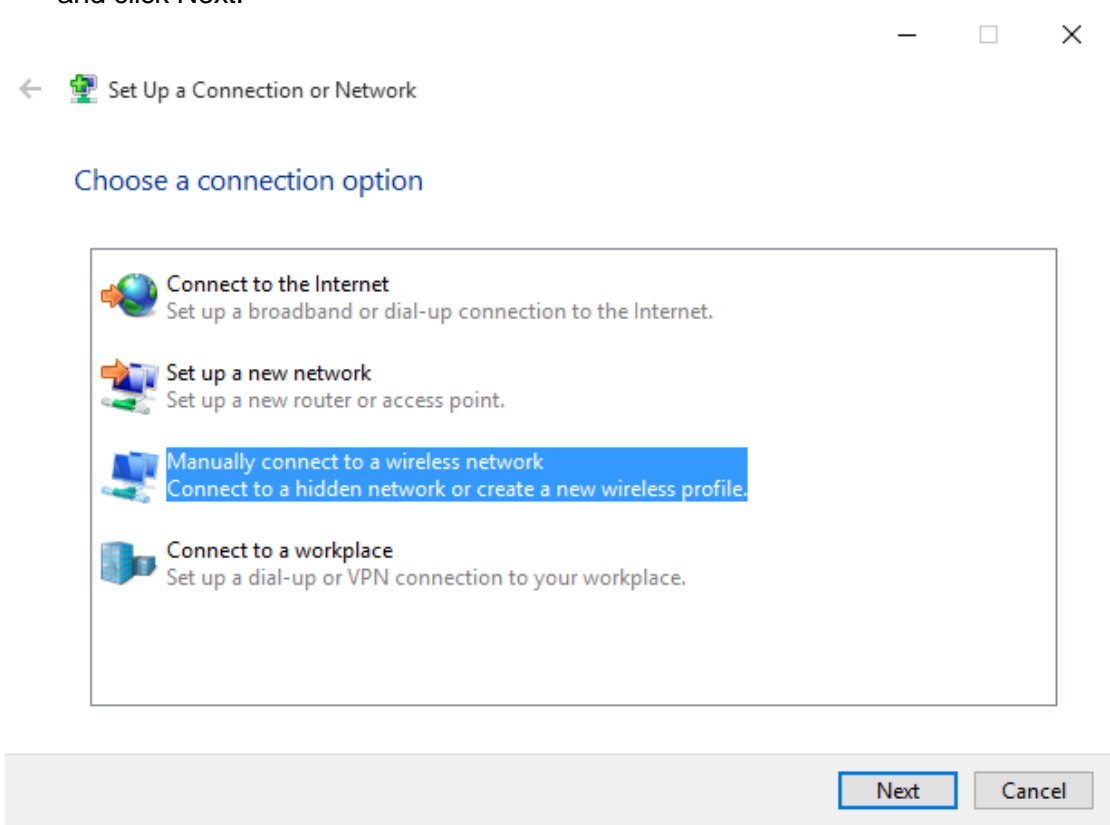 and click Next.
Set Up a Connection or Network
Choose a connection option
Connect to the Internet
Set up a broadband or dial-up connection to the Internet.
Set up a new network
Set up a new router or access point.
Manually connect to a wireless network
Connect to a hidden network or create a new wireless profile.
Connect to a workplace
Set up a dial-up or VPN connection to your workplace.
Next Cancel